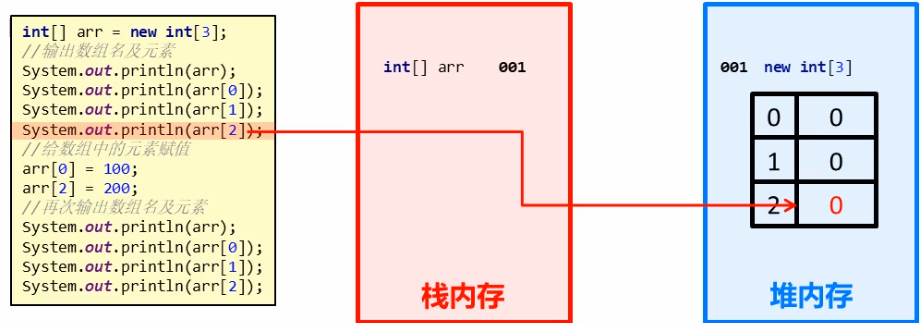 int[] arr = new int[3];
//输出数组名及元素
System.out.println(arr);
System.out.println(arr[0]);
System.out.println(arr[1]);
System.out.println(arr[2]);
//给数组中的元素赋值
arr[0] = 100;
arr[2] = 200;
//再次输出数组名及元素
System.out.println(arr);
System.out.println(arr[0]);
System.out.println(arr[1]);
System.out.println(arr[2]);
int[] arr 001
栈内存
001 new int[3]
0 0
1 0
2 0
堆内存